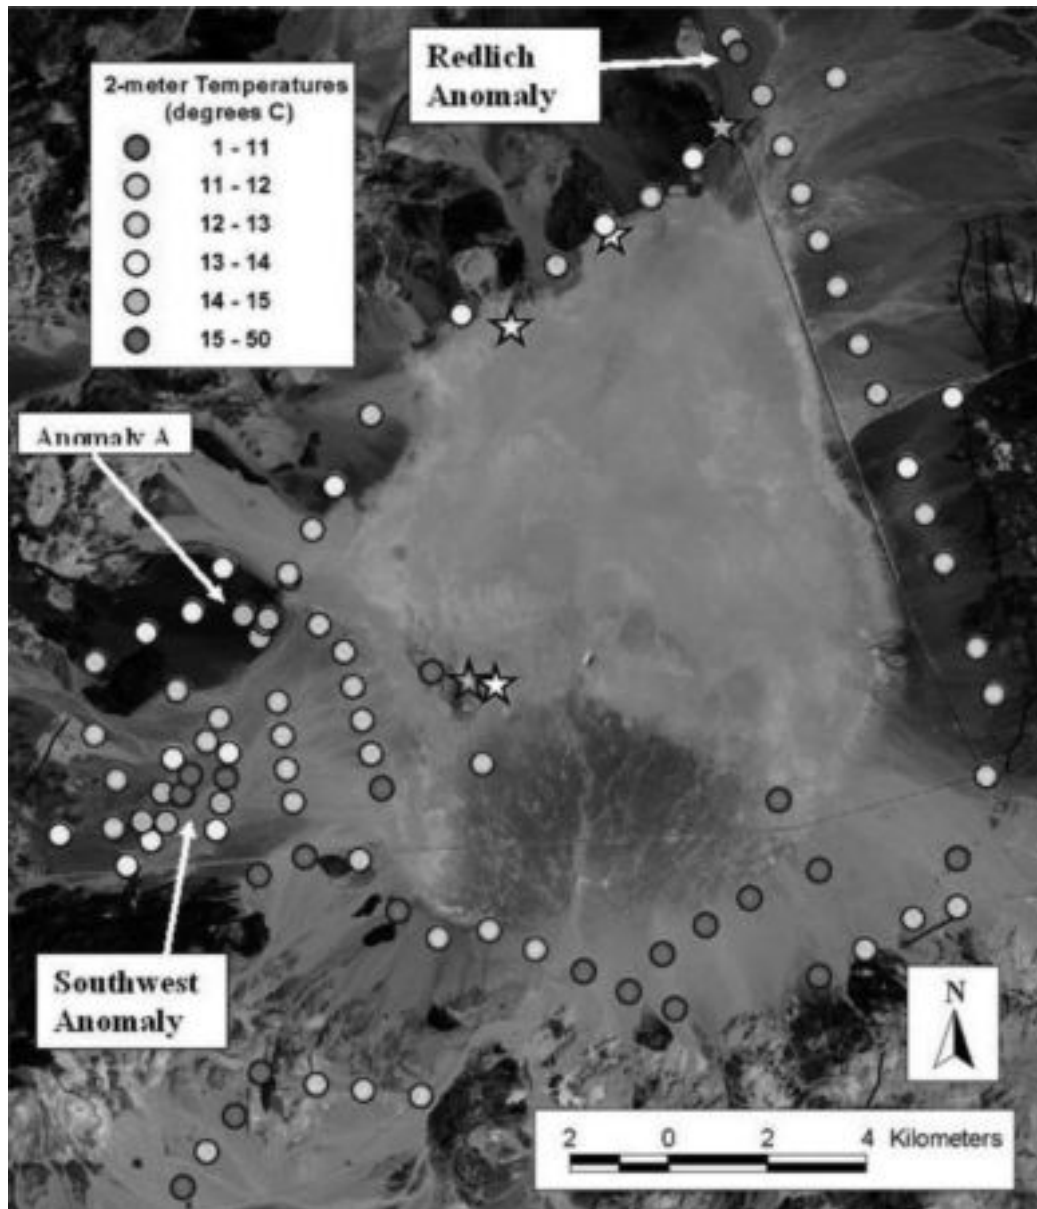 Redlich
Anomaly
2-meter Temperatures
(degrees C)
1 - 11
11 - 12
12 - 13
13 - 14
14 - 15
15 - 50
Anomaly A
Southwest
Anomaly
N
2 0 2 4 Kilometers